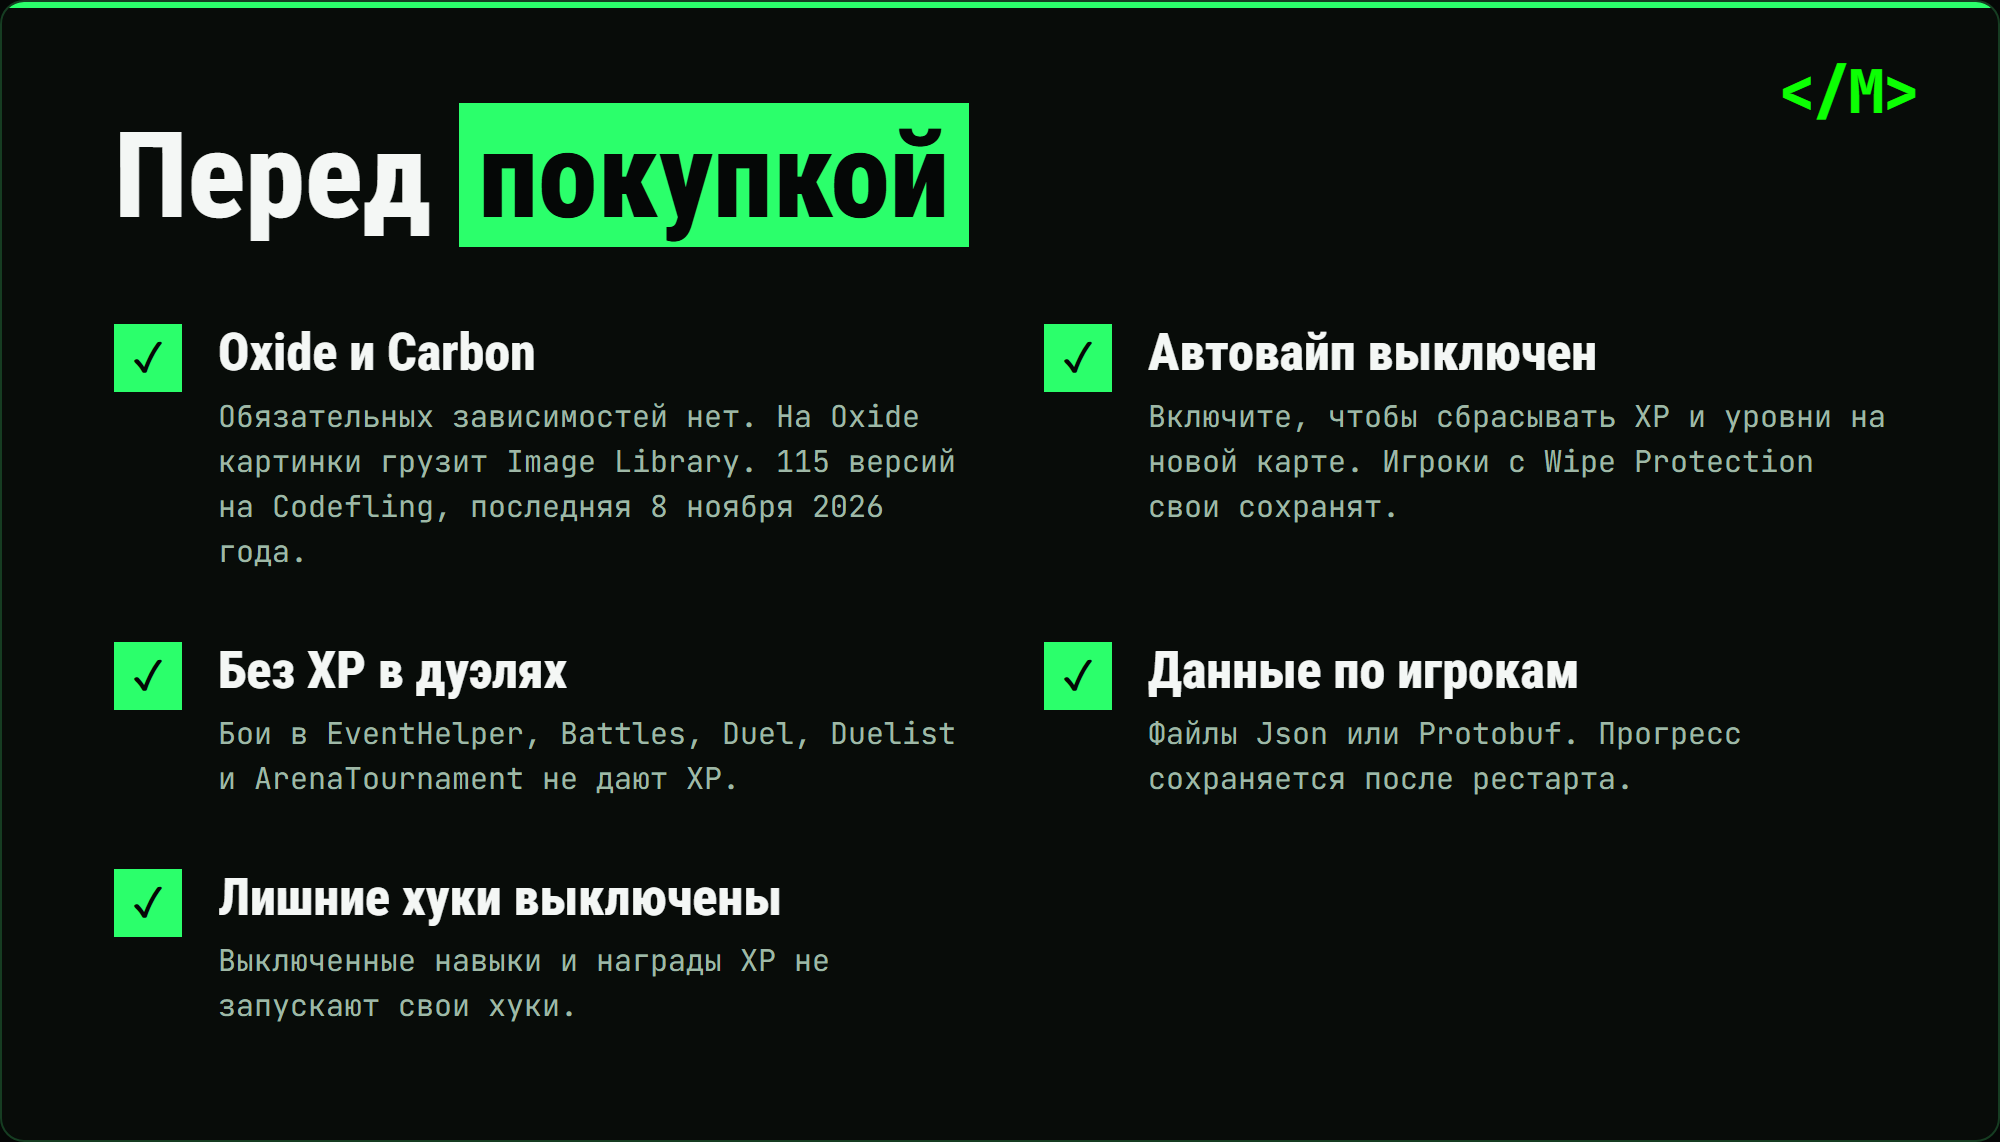 </M>
Перед покупкой
✓ Oxide и Carbon
Обязательных зависимостей нет. На Oxide
картинки грузит Image Library. 115 версий
на Codefling, последняя 8 ноября 2026
года.
✓ Автовайп выключен
Включите, чтобы сбрасывать XP и уровни на
новой карте. Игроки с Wipe Protection
свои сохранят.
✓ Без XP в дуэлях
Бои в EventHelper, Battles, Duel, Duelist
и ArenaTournament не дают XP.
✓ Данные по игрокам
Файлы Json или Protobuf. Прогресс
сохраняется после рестарта.
✓ Лишние хуки выключены
Выключенные навыки и награды XP не
запускают свои хуки.